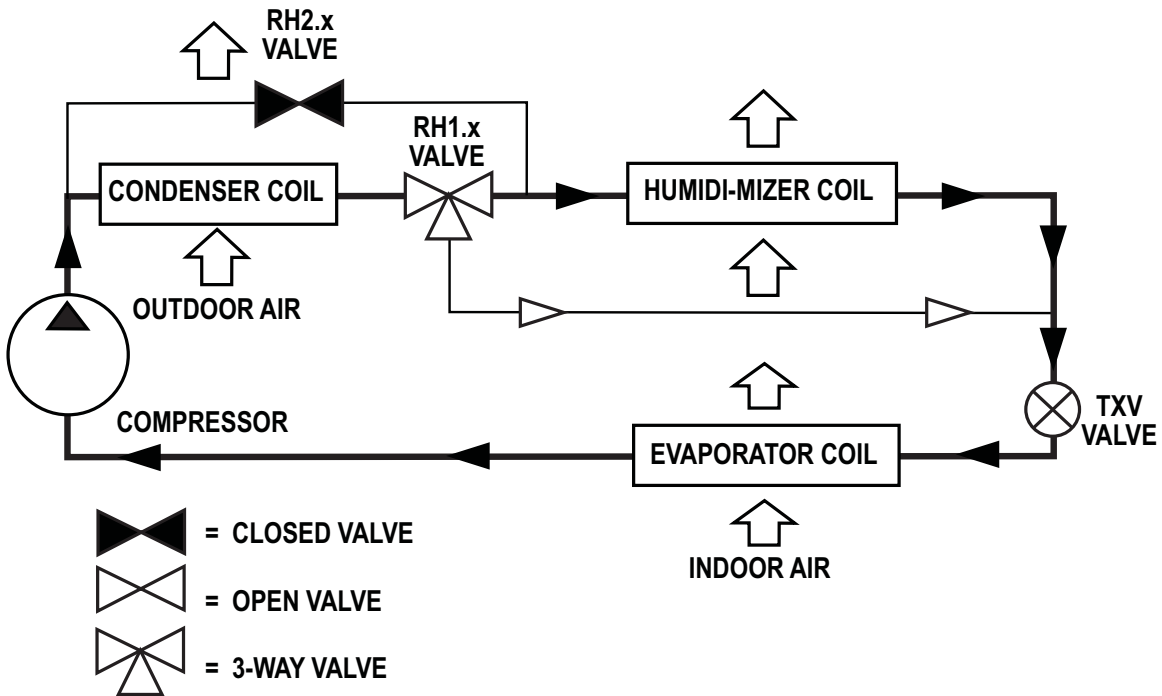 RH2.x
VALVE
RH1.x
VALVE
CONDENSER COIL
HUMIDI-MIZER COIL
OUTDOOR AIR
COMPRESSOR
TXV
VALVE
EVAPORATOR COIL
INDOOR AIR
= CLOSED VALVE
= OPEN VALVE
= 3-WAY VALVE